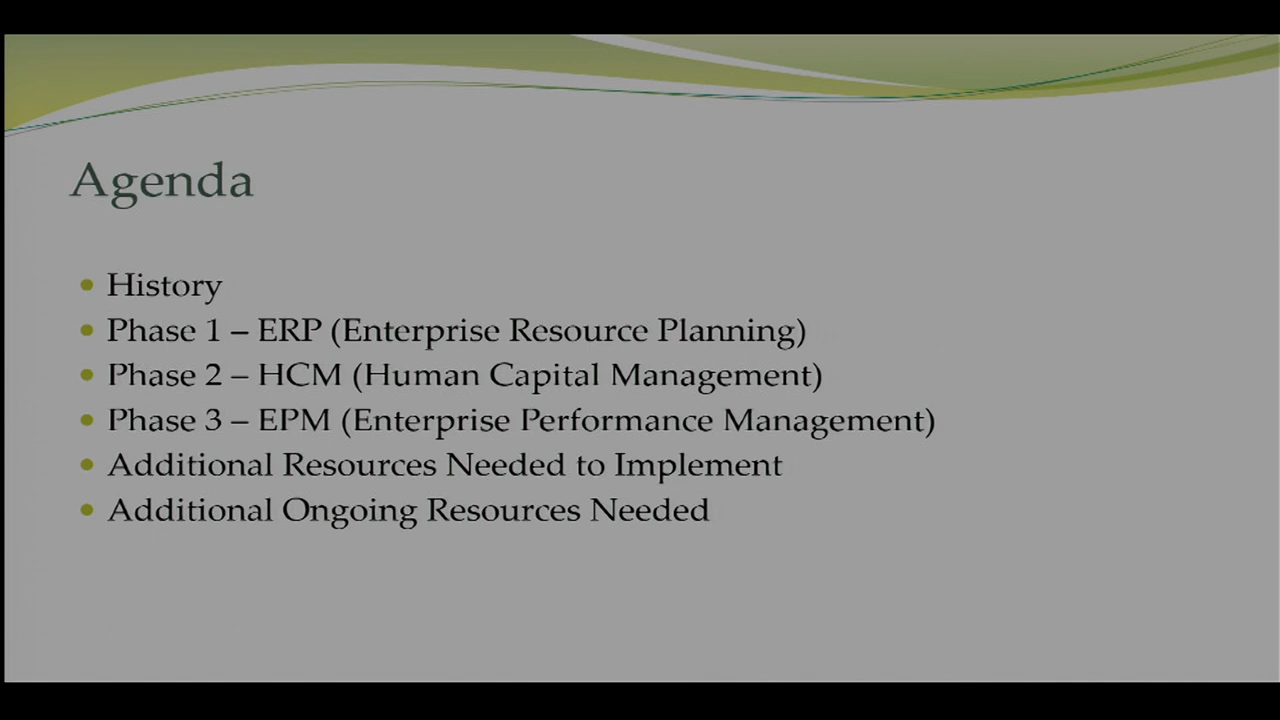 Agenda
• History
• Phase 1 – ERP (Enterprise Resource Planning)
• Phase 2 – HCM (Human Capital Management)
• Phase 3 – EPM (Enterprise Performance Management)
• Additional Resources Needed to Implement
• Additional Ongoing Resources Needed